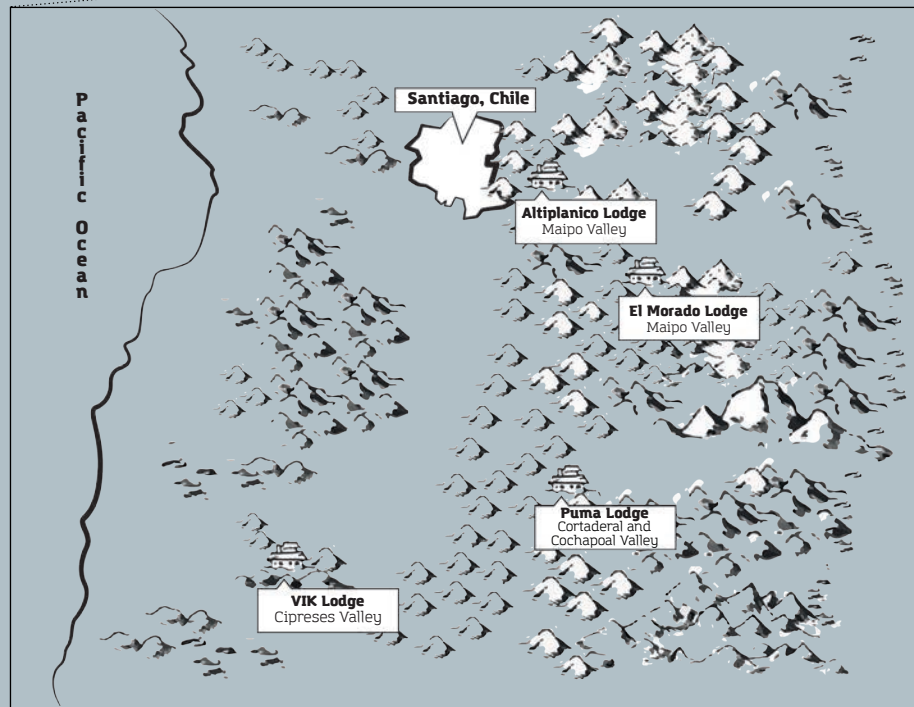 Pacific Ocean
Santiago, Chile
Altiplanico Lodge
Maipo Valley
El Morado Lodge
Maipo Valley
Puma Lodge
Cortaderal and
Cochapoal Valley
VIK Lodge
Cipreses Valley